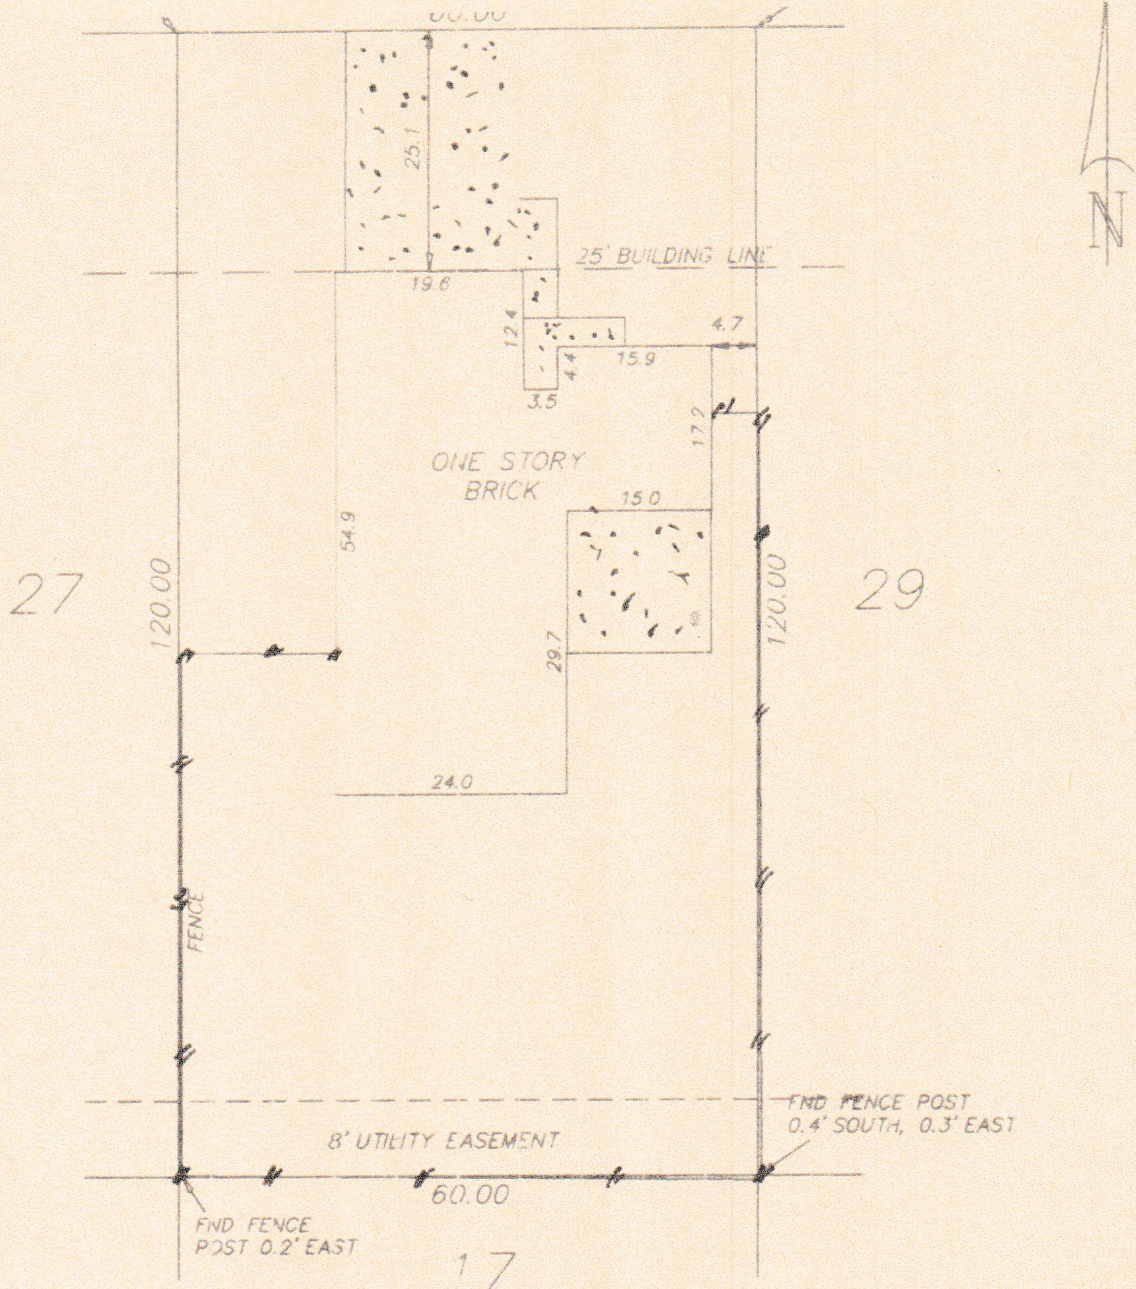 60.00
25.1
N
25' BUILDING LINE
19.6
12.4
4.7
4.4
15.9
3.5
17.2
ONE STORY
BRICK
15.0
54.9
27
120.00
120.00
29
29.7
24.0
FENCE
FND FENCE POST
0.4' SOUTH, 0.3' EAST
8' UTILITY EASEMENT
60.00
FND FENCE
POST 0.2' EAST
17